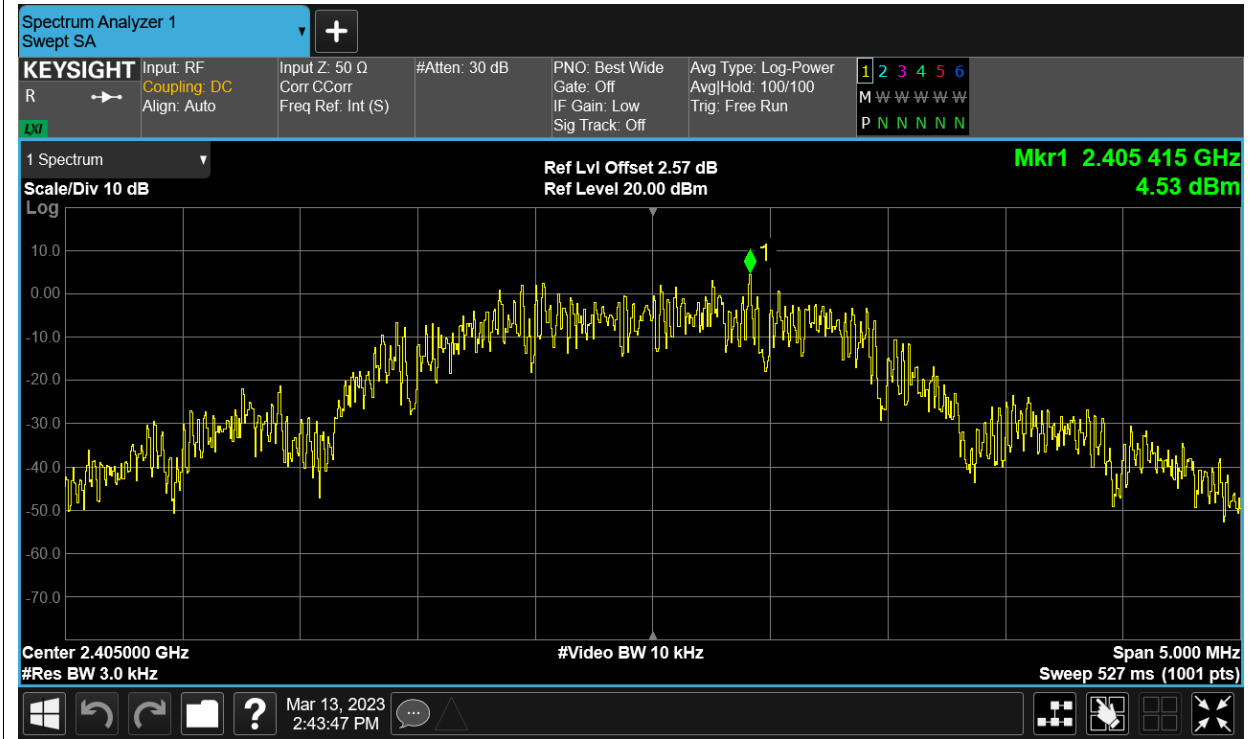 Spectrum Analyzer 1
Swept SA
KEYSIGHT
R
LXI
Input: RF
Coupling: DC
Align: Auto
Input Z: 50 Ω
Corr CCorr
Freq Ref: Int (S)
#Atten: 30 dB
PNO: Best Wide
Gate: Off
IF Gain: Low
Sig Track: Off
Avg Type: Log-Power
Avg|Hold: 100/100
Trig: Free Run
1 2 3 4 5 6
M W W W W W
P N N N N N
1 Spectrum
Scale/Div 10 dB
Log
Ref Lvl Offset 2.57 dB
Ref Level 20.00 dBm
Mkr1 2.405 415 GHz
4.53 dBm
1
10.0
0.00
-10.0
-20.0
-30.0
-40.0
-50.0
-60.0
-70.0
Center 2.405000 GHz
#Res BW 3.0 kHz
#Video BW 10 kHz
Span 5.000 MHz
Sweep 527 ms (1001 pts)
?
Mar 13, 2023
2:43:47 PM